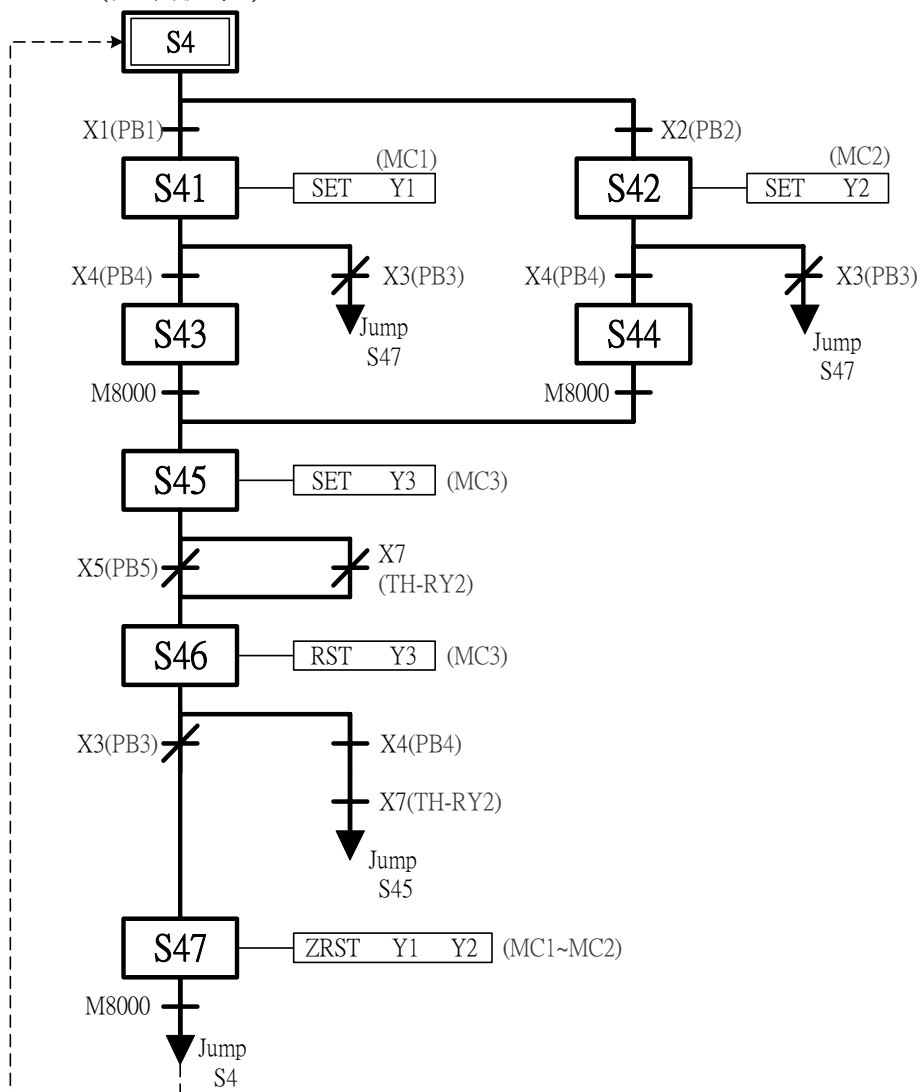 S4
X1(PB1)
X2(PB2)
(MC1)
(MC2)
S41
SET Y1
S42
SET Y2
X4(PB4)
X3(PB3)
X4(PB4)
X3(PB3)
S43
Jump
S47
S44
Jump
S47
M8000
M8000
S45
SET Y3
(MC3)
X5(PB5)
X7
(TH-RY2)
S46
RST Y3
(MC3)
X3(PB3)
X4(PB4)
X7(TH-RY2)
Jump
S45
S47
ZRST Y1 Y2
(MC1~MC2)
M8000
Jump
S4